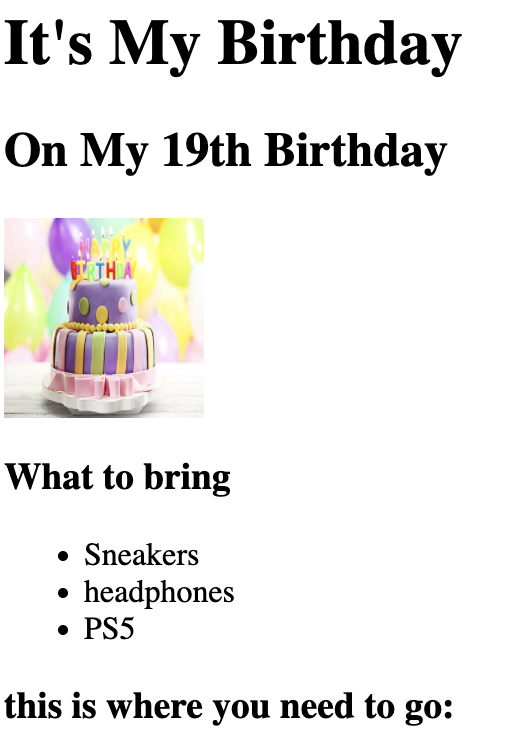 It's My Birthday
On My 19th Birthday
HAPPY
BIRTHDAY
What to bring
Sneakers
headphones
PS5
this is where you need to go: